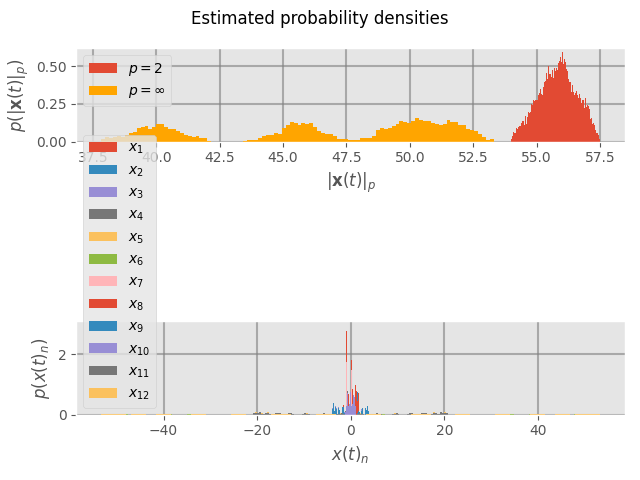 Estimated probability densities
p(|x(t)|ₚ)
0.50
0.25
0.00
p = 2
p = ∞
37.5 40.0 42.5 45.0 47.5 50.0 52.5 55.0 57.5
|x(t)|ₚ
x₁
x₂
x₃
x₄
x₅
x₆
x₇
x₈
x₉
x₁₀
x₁₁
x₁₂
p(x(t)ₙ)
2
0
−40 −20 0 20 40
x(t)ₙ